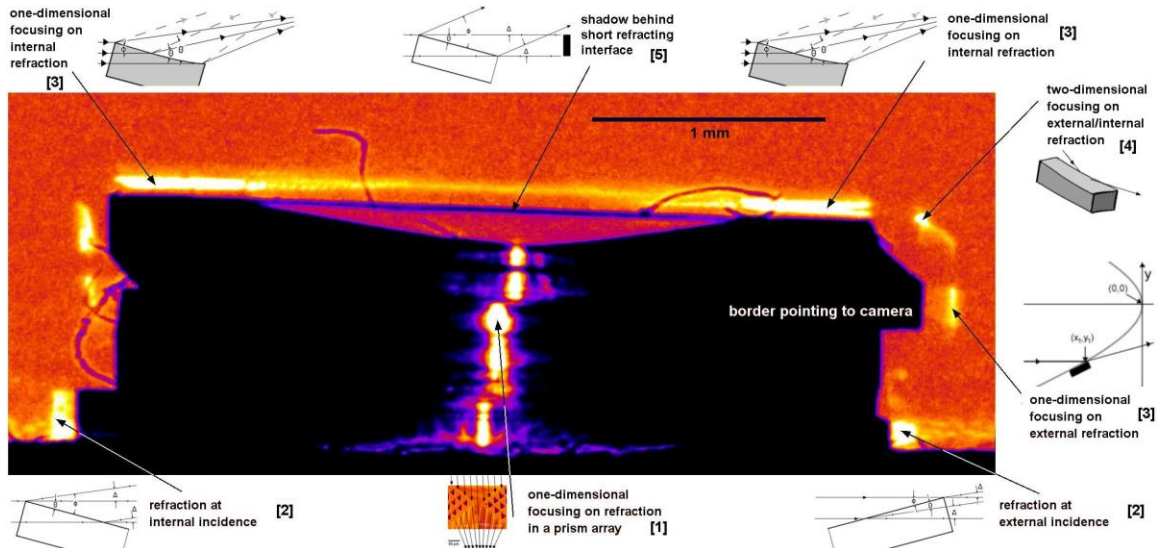 one-dimensional
focusing on
internal
refraction
[3]
shadow behind
short refracting
interface
[5]
one-dimensional
focusing on
internal refraction
[3]
two-dimensional
focusing on
external/internal
refraction
[4]
1 mm
border pointing to camera
y
(0,0)
(x₁,y₁)
one-dimensional
focusing on
external refraction
[3]
refraction at
internal incidence
[2]
one-dimensional
focusing on refraction
in a prism array
[1]
refraction at
external incidence
[2]